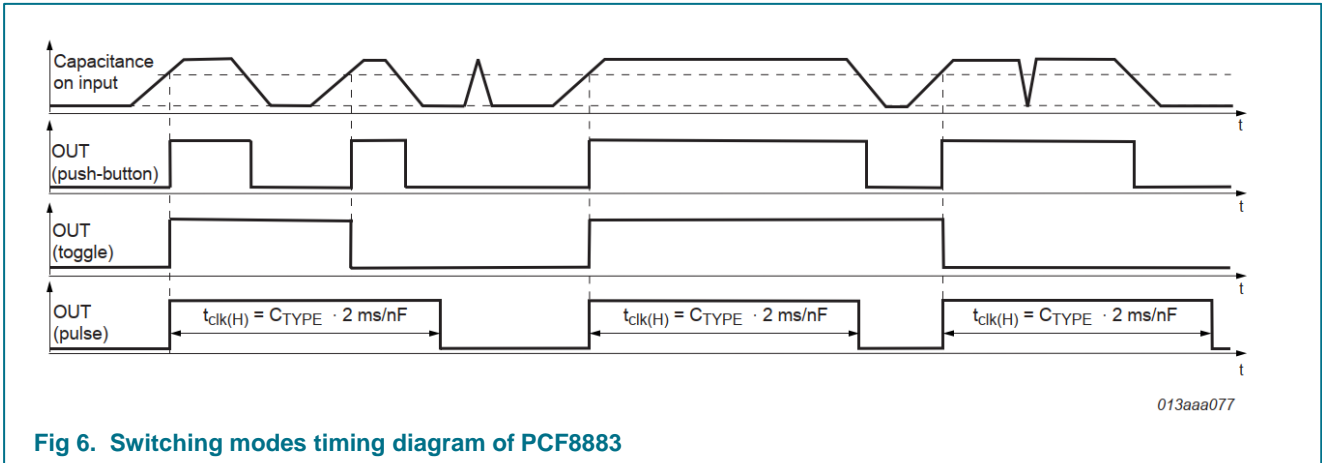 Capacitance
on input
t
OUT
(push-button)
t
OUT
(toggle)
t
OUT
(pulse)
tclk(H) = CTYPE · 2 ms/nF
tclk(H) = CTYPE · 2 ms/nF
tclk(H) = CTYPE · 2 ms/nF
t
013aaa077
Fig 6. Switching modes timing diagram of PCF8883